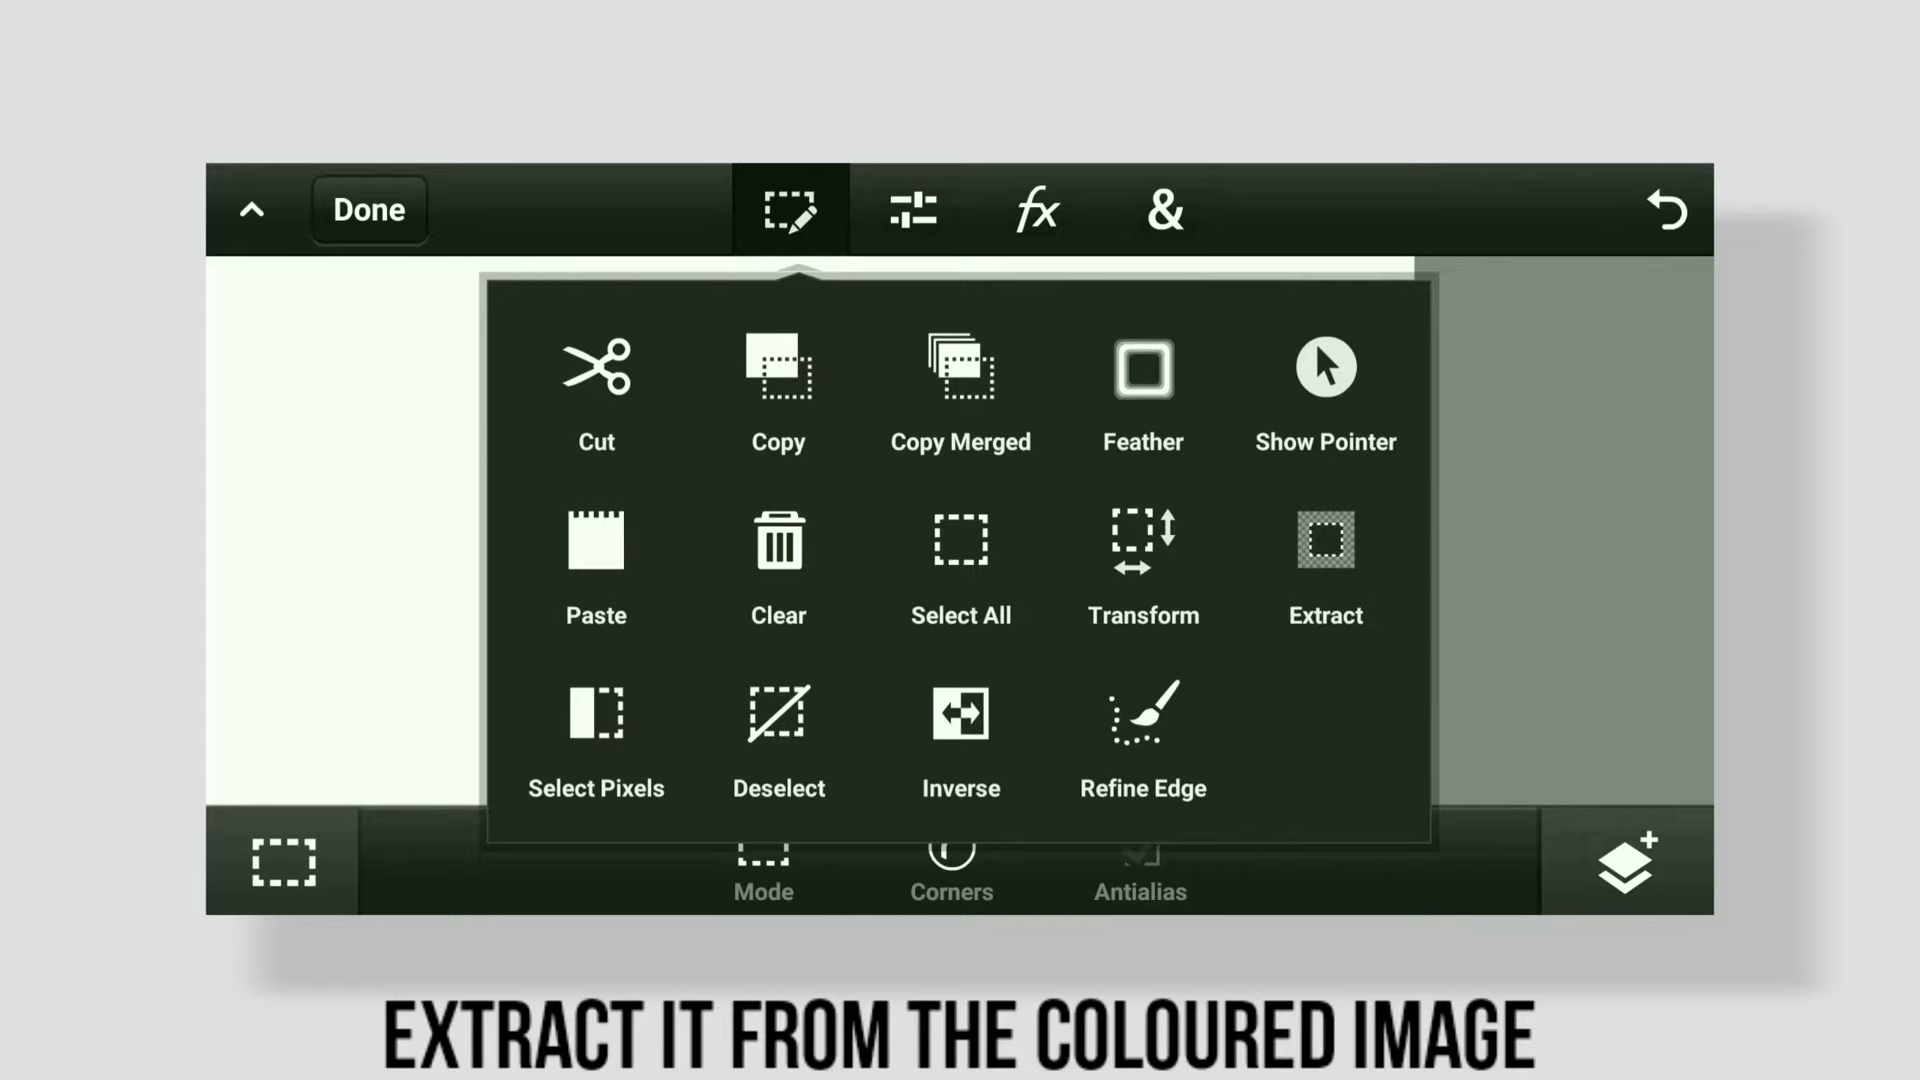 Done
fx
&
Cut
Copy
Copy Merged
Feather
Show Pointer
Paste
Clear
Select All
Transform
Extract
Select Pixels
Deselect
Inverse
Refine Edge
Mode
Corners
Antialias
EXTRACT IT FROM THE COLOURED IMAGE